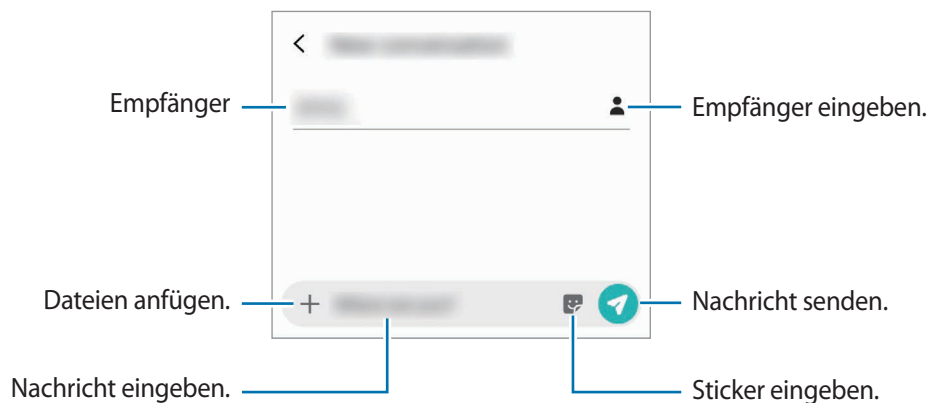 Empfänger
Empfänger eingeben.
Dateien anfügen.
Nachricht senden.
Nachricht eingeben.
Sticker eingeben.